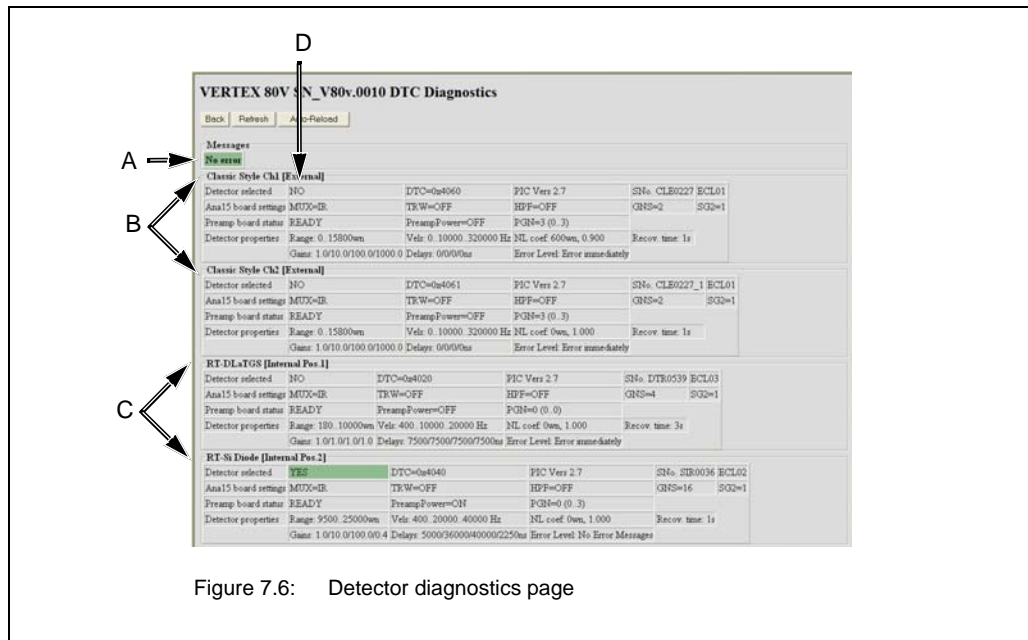 D
VERTEX 80V SN_V80v.0010 DTC Diagnostics
Back Refresh Auto-Reload
Messages
A
No error
Classic Style Ch1 [External]
Detector selected NO DTC=0x4060 PIC Vers 2.7 SNo. CLE0227 ECL01
Ana15 board settings MUX=IR TRW=OFF HPF=OFF GNS=2 SG2=1
B
Preamp board status READY PreampPower=OFF PGN=3 (0..3)
Detector properties Range: 0..15800wn Velr: 0..10000..320000 Hz NL coef: 600wn, 0.900 Recov. time: 1s
Gains: 1.0/10.0/100.0/1000.0 Delays: 0/0/0/0ns Error Level: Error immediately
Classic Style Ch2 [External]
Detector selected NO DTC=0x4061 PIC Vers 2.7 SNo. CLE0227_1 ECL01
Ana15 board settings MUX=IR TRW=OFF HPF=OFF GNS=2 SG2=1
Preamp board status READY PreampPower=OFF PGN=3 (0..3)
Detector properties Range: 0..15800wn Velr: 0..10000..320000 Hz NL coef: 0wn, 1.000 Recov. time: 1s
Gains: 1.0/10.0/100.0/1000.0 Delays: 0/0/0/0ns Error Level: Error immediately
RT-DLaTGS [Internal Pos.1]
Detector selected NO DTC=0x4020 PIC Vers 2.7 SNo. DTR0539 ECL03
Ana15 board settings MUX=IR TRW=OFF HPF=OFF GNS=4 SG2=1
C
Preamp board status READY PreampPower=OFF PGN=0 (0..0)
Detector properties Range: 180..10000wn Velr: 400..10000..20000 Hz NL coef: 0wn, 1.000 Recov. time: 3s
Gains: 1.0/1.0/1.0/1.0 Delays: 7500/7500/7500/7500ns Error Level: Error immediately
RT-Si Diode [Internal Pos.2]
Detector selected YES DTC=0x4040 PIC Vers 2.7 SNo. SIR0036 ECL02
Ana15 board settings MUX=IR TRW=OFF HPF=OFF GNS=16 SG2=1
Preamp board status READY PreampPower=ON PGN=0 (0..3)
Detector properties Range: 9500..25000wn Velr: 400..20000..40000 Hz NL coef: 0wn, 1.000 Recov. time: 1s
Gains: 1.0/10.0/100.0/0.4 Delays: 5000/36000/40000/2250ns Error Level: No Error Messages
Figure 7.6: Detector diagnostics page